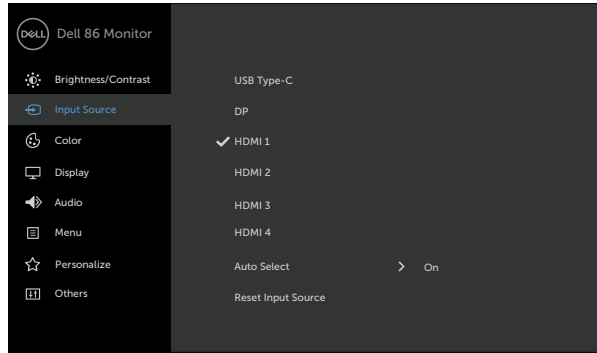 DELL Dell 86 Monitor
Brightness/Contrast
Input Source
Color
Display
Audio
Menu
Personalize
Others
USB Type-C
DP
HDMI 1
HDMI 2
HDMI 3
HDMI 4
Auto Select > On
Reset Input Source